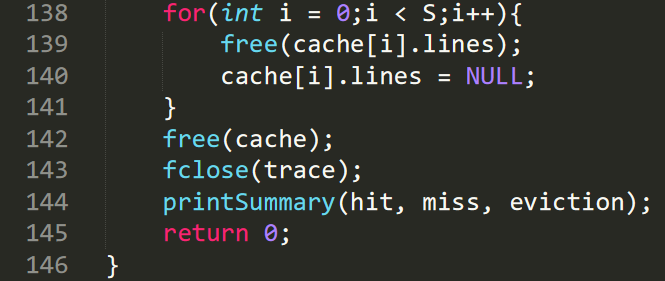 138 for(int i = 0;i < S;i++){
139 free(cache[i].lines);
140 cache[i].lines = NULL;
141 }
142 free(cache);
143 fclose(trace);
144 printSummary(hit, miss, eviction);
145 return 0;
146 }